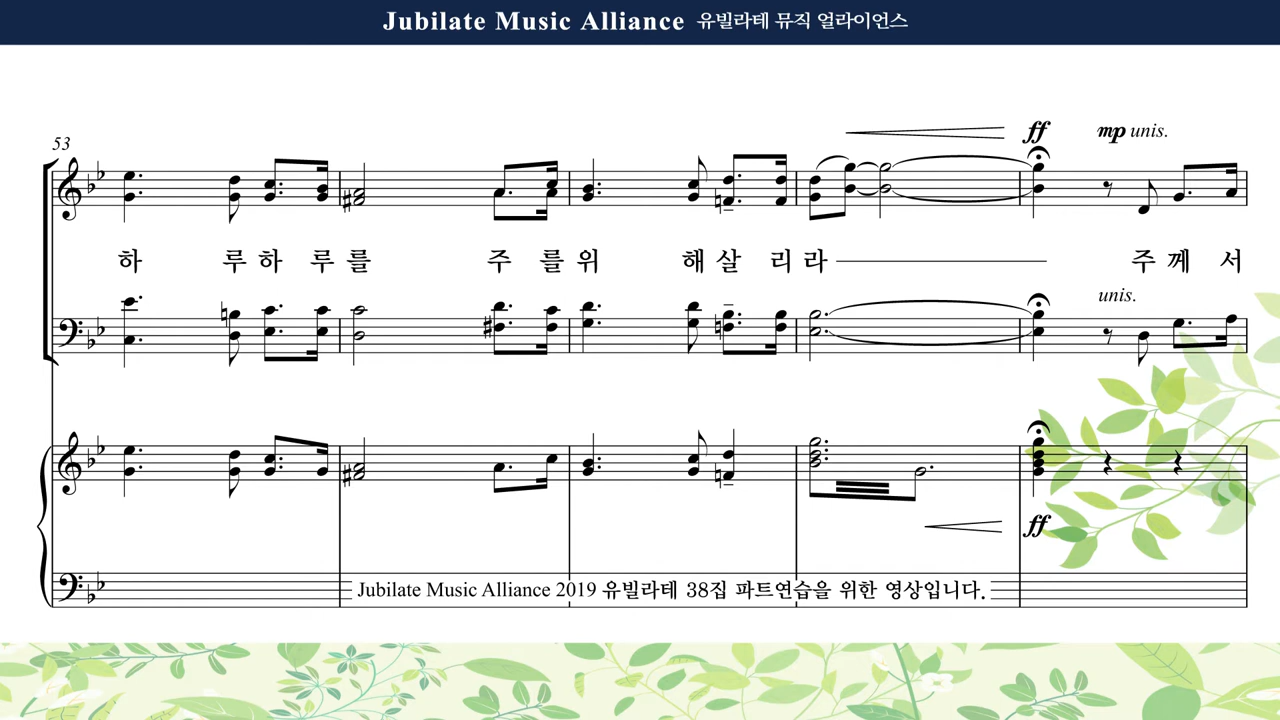 Jubilate Music Alliance 유빌라테 뮤직 얼라이언스
53
ff mp unis.
하 루 하 루 를 주 를 위 해 살 리 라 주 께 서
unis.
ff
Jubilate Music Alliance 2019 유빌라테 38집 파트연습을 위한 영상입니다.